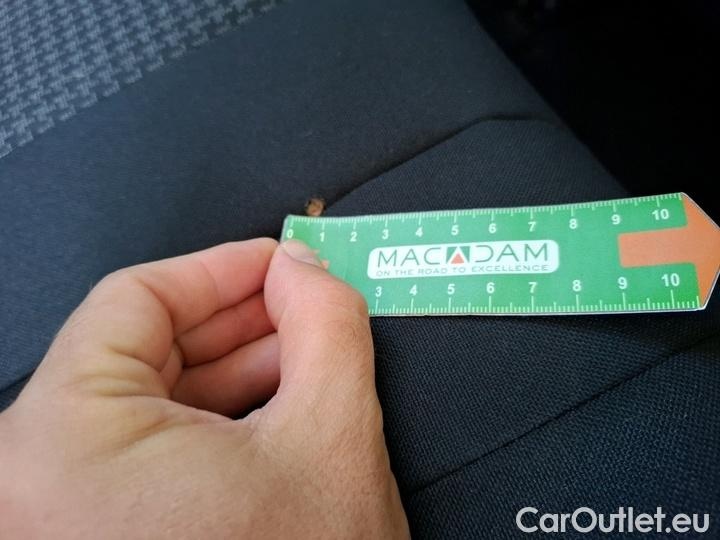 0 1 2 3 4 5 6 7 8 9 10
MACADAM
ON THE ROAD TO EXCELLENCE
3 4 5 6 7 8 9 10
CarOutlet.eu